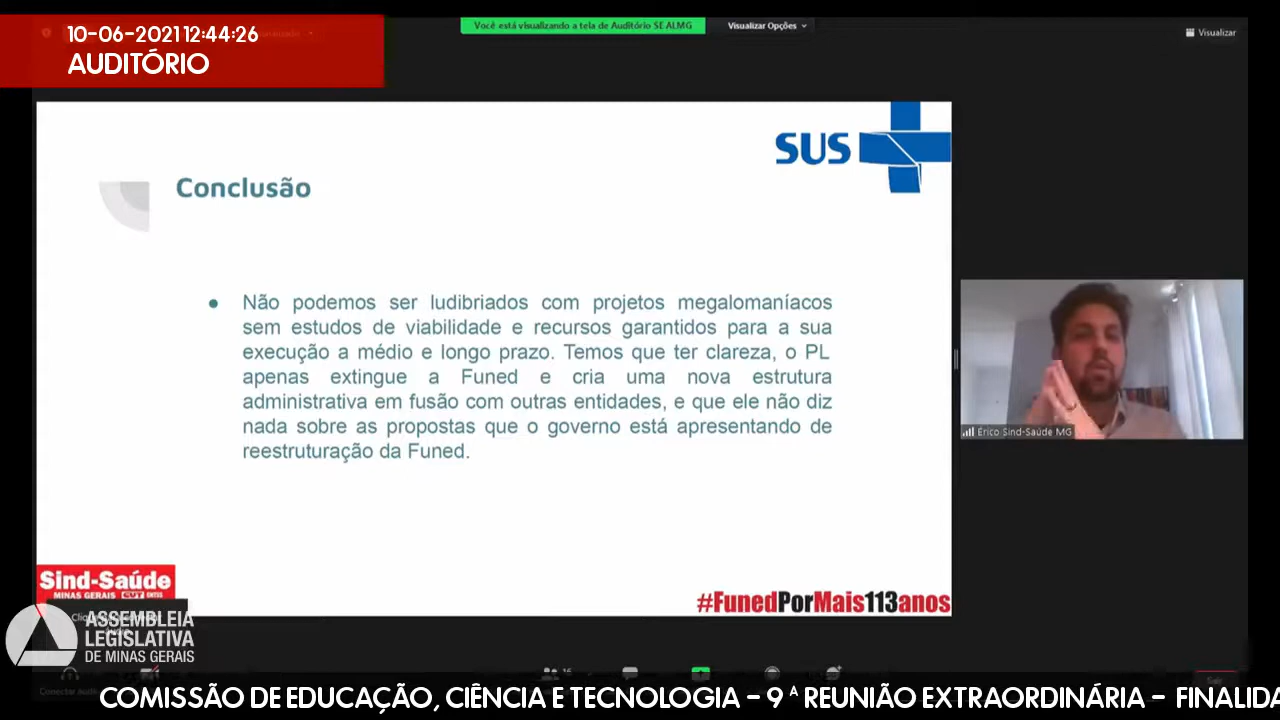 10-06-2021 12:44:26
AUDITÓRIO
Você está visualizando a tela de Auditório SE-ALMG
Visualizar Opções
Visualizar
SUS
Conclusão
● Não podemos ser ludibriados com projetos megalomaníacos
sem estudos de viabilidade e recursos garantidos para a sua
execução a médio e longo prazo. Temos que ter clareza, o PL
apenas extingue a Funed e cria uma nova estrutura
administrativa em fusão com outras entidades, e que ele não diz
nada sobre as propostas que o governo está apresentando de
reestruturação da Funed.
Erico Sind-Saúde MG
Sind-Saúde
MINAS GERAIS CUT CNTSS
#FunedPorMais113anos
ASSEMBLEIA
LEGISLATIVA
DE MINAS GERAIS
16
Sair
COMISSÃO DE EDUCAÇÃO, CIÊNCIA E TECNOLOGIA - 9 ª REUNIÃO EXTRAORDINÁRIA - FINALIDA